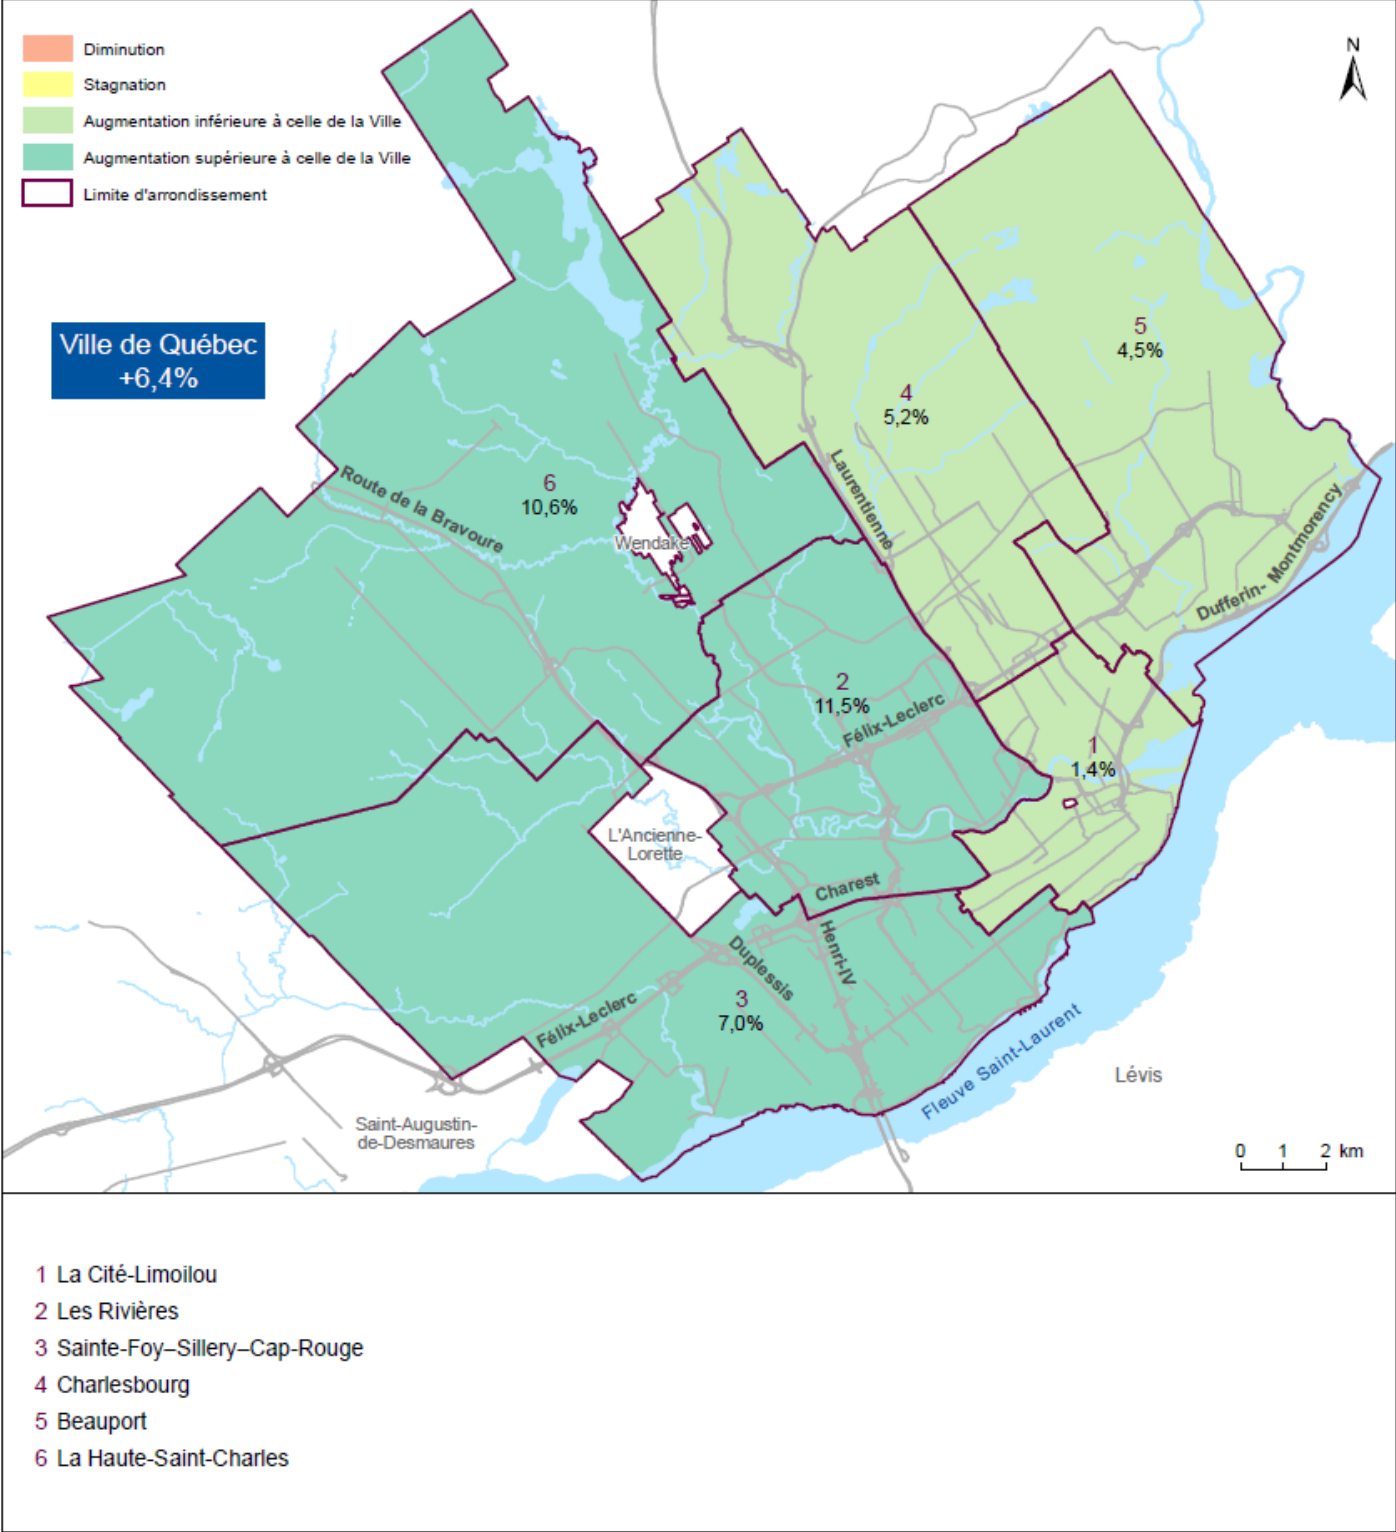 Diminution
Stagnation
Augmentation inférieure à celle de la Ville
Augmentation supérieure à celle de la Ville
Limite d'arrondissement
N
Ville de Québec
+6,4%
5
4,5%
4
5,2%
6
10,6%
Route de la Bravoure
Laurentienne
Wendake
Dufferin- Montmorency
2
11,5%
Félix-Leclerc
1
1,4%
L'Ancienne-
Lorette
Charest
Henri-IV
Duplessis
3
7,0%
Félix-Leclerc
Fleuve Saint-Laurent
Lévis
Saint-Augustin-
de-Desmaures
0 1 2 km
1 La Cité-Limoilou
2 Les Rivières
3 Sainte-Foy–Sillery–Cap-Rouge
4 Charlesbourg
5 Beauport
6 La Haute-Saint-Charles